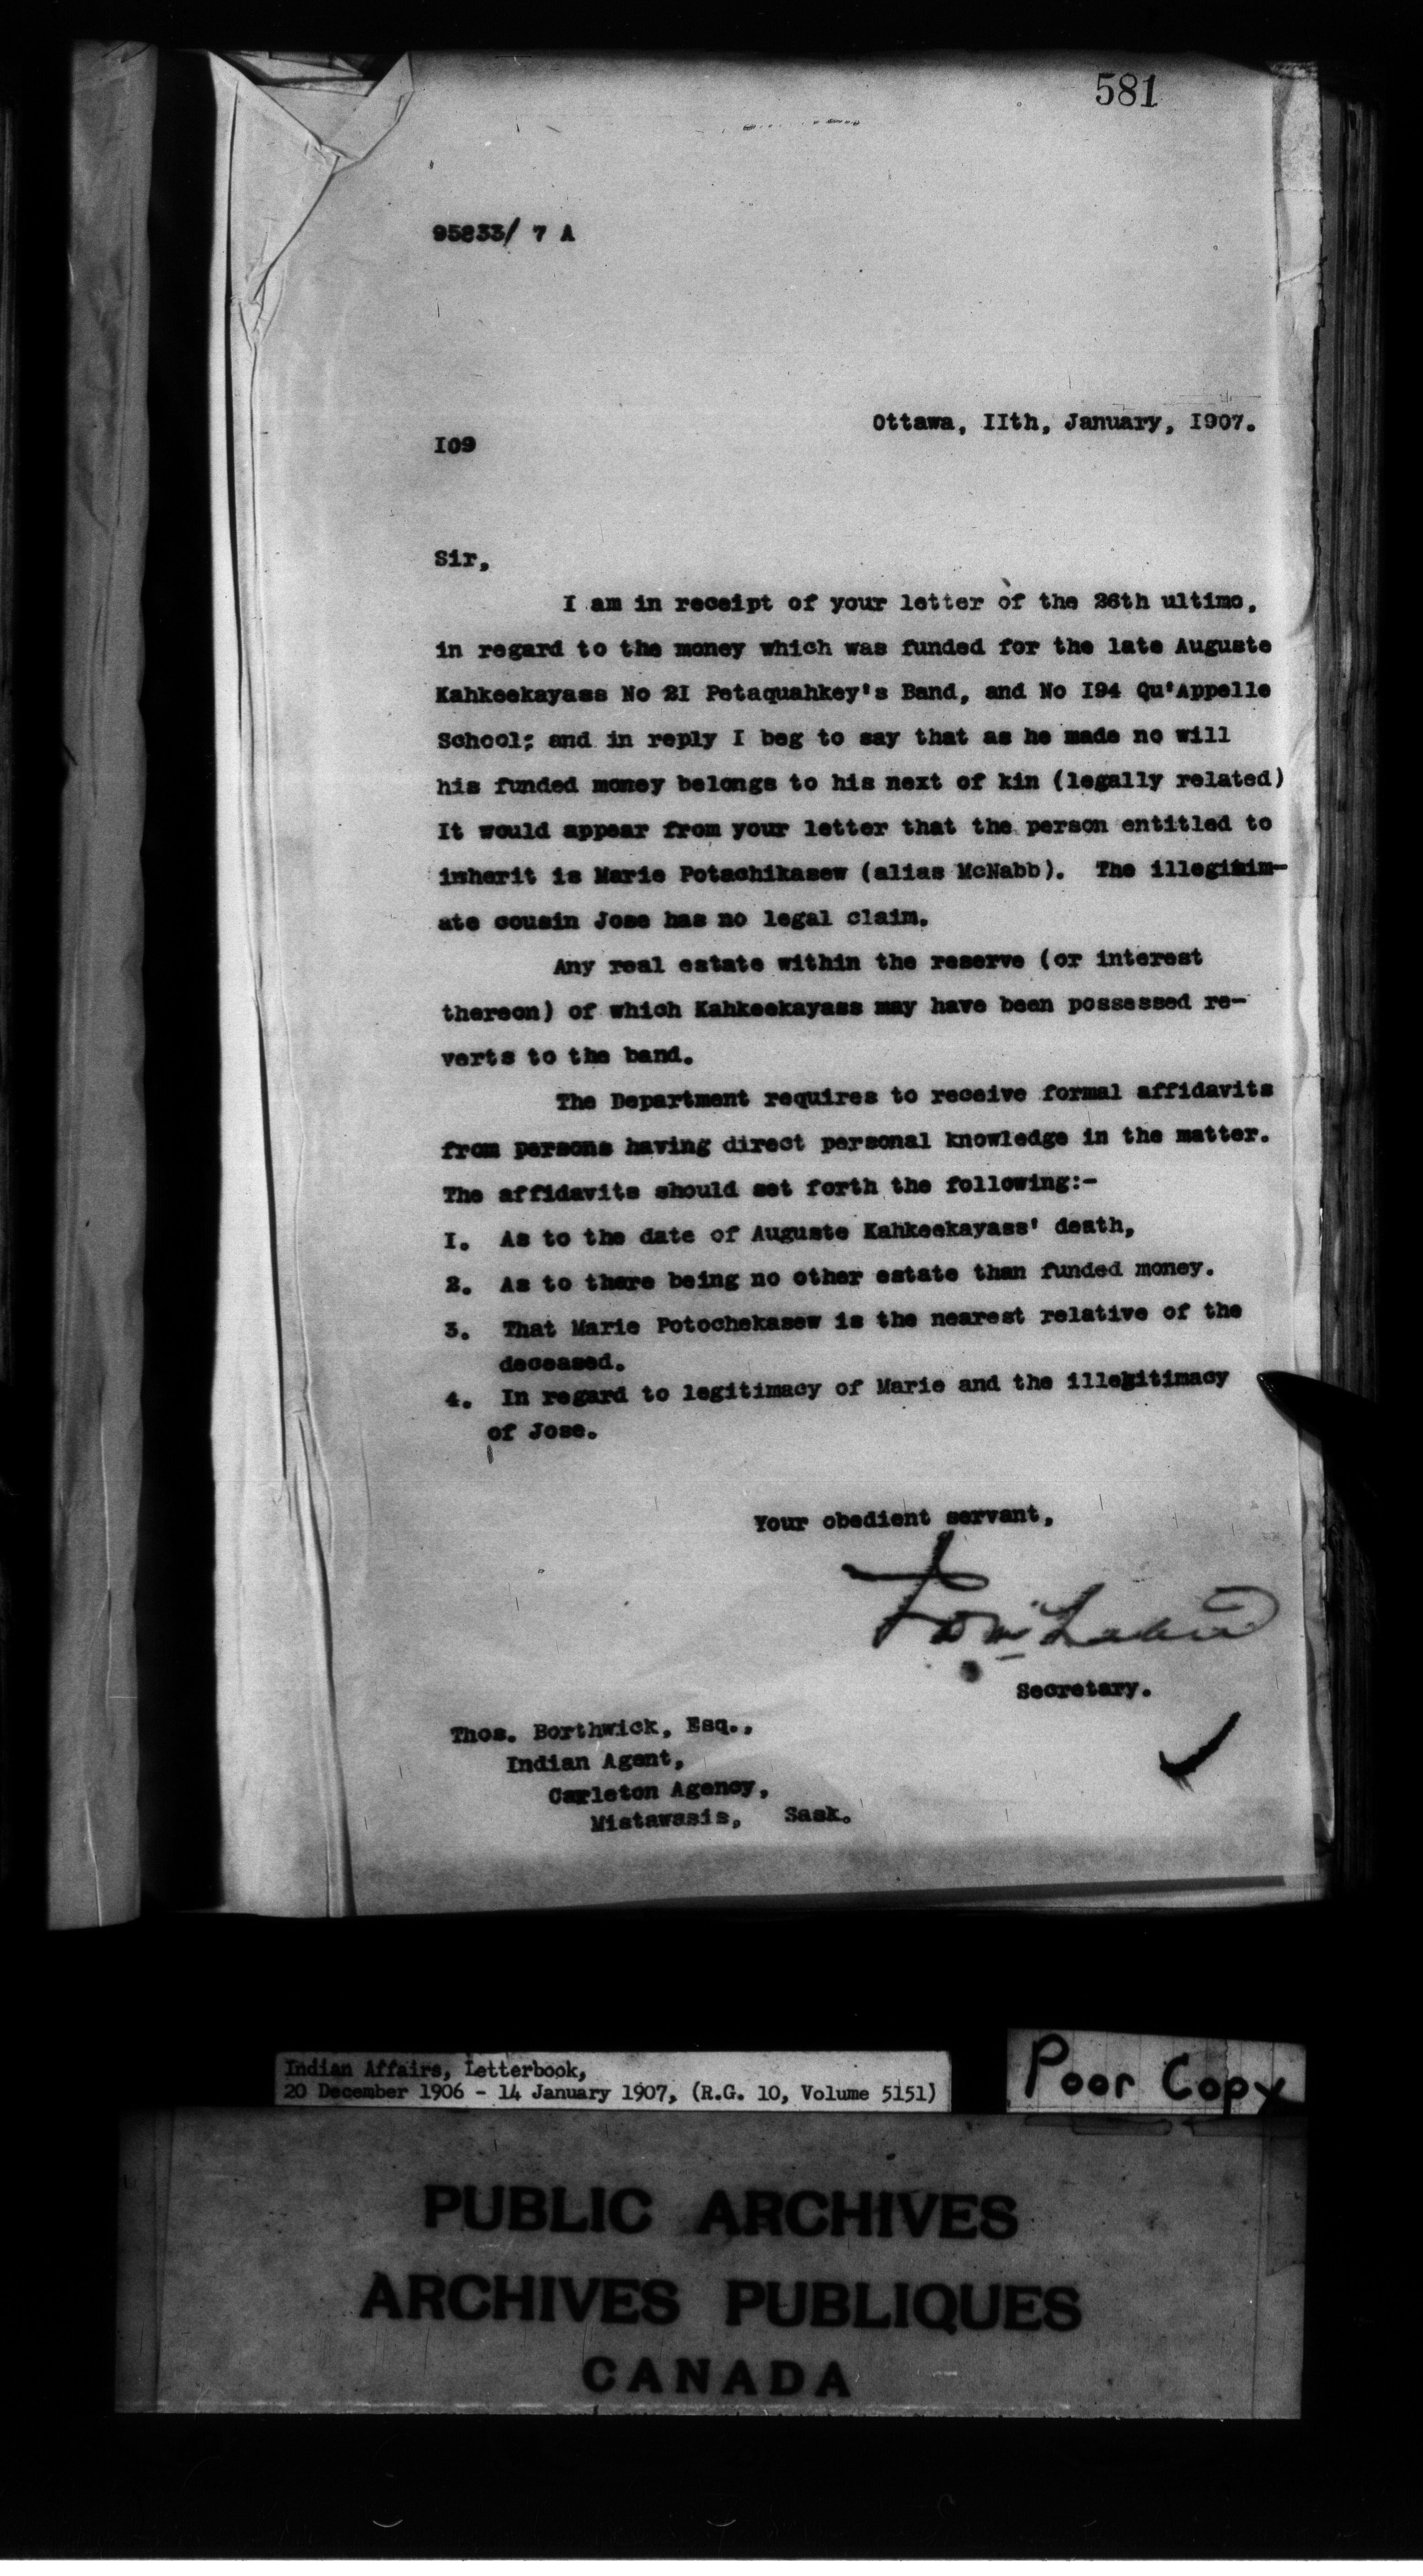 581
95833/ 7 A
Ottawa, IIth, January, I907.
I09
Sir,
I am in receipt of your letter of the 26th ultimo,
in regard to the money which was funded for the late Auguste
Kahkeekayass No 2I Petaquahkey's Band, and No I94 Qu'Appelle
School; and in reply I beg to say that as he made no will
his funded money belongs to his next of kin (legally related)
It would appear from your letter that the person entitled to
inherit is Marie Potachikasew (alias McNabb). The illegitim-
ate cousin Jose has no legal claim.
Any real estate within the reserve (or interest
thereon) of which Kahkeekayass may have been possessed re-
verts to the band.
The Department requires to receive formal affidavits
from persons having direct personal knowledge in the matter.
The affidavits should set forth the following:-
I. As to the date of Auguste Kahkeekayass' death,
2. As to there being no other estate than funded money.
3. That Marie Potochekasew is the nearest relative of the
deceased.
4. In regard to legitimacy of Marie and the illegitimacy
of Jose.
Your obedient servant,
Secretary.
Thos. Borthwick, Esq.,
Indian Agent,
Carleton Agency,
Mistawasis, Sask.
Indian Affairs, Letterbook,
20 December 1906 - 14 January 1907, (R.G. 10, Volume 5151)
Poor Copy
PUBLIC ARCHIVES
ARCHIVES PUBLIQUES
CANADA